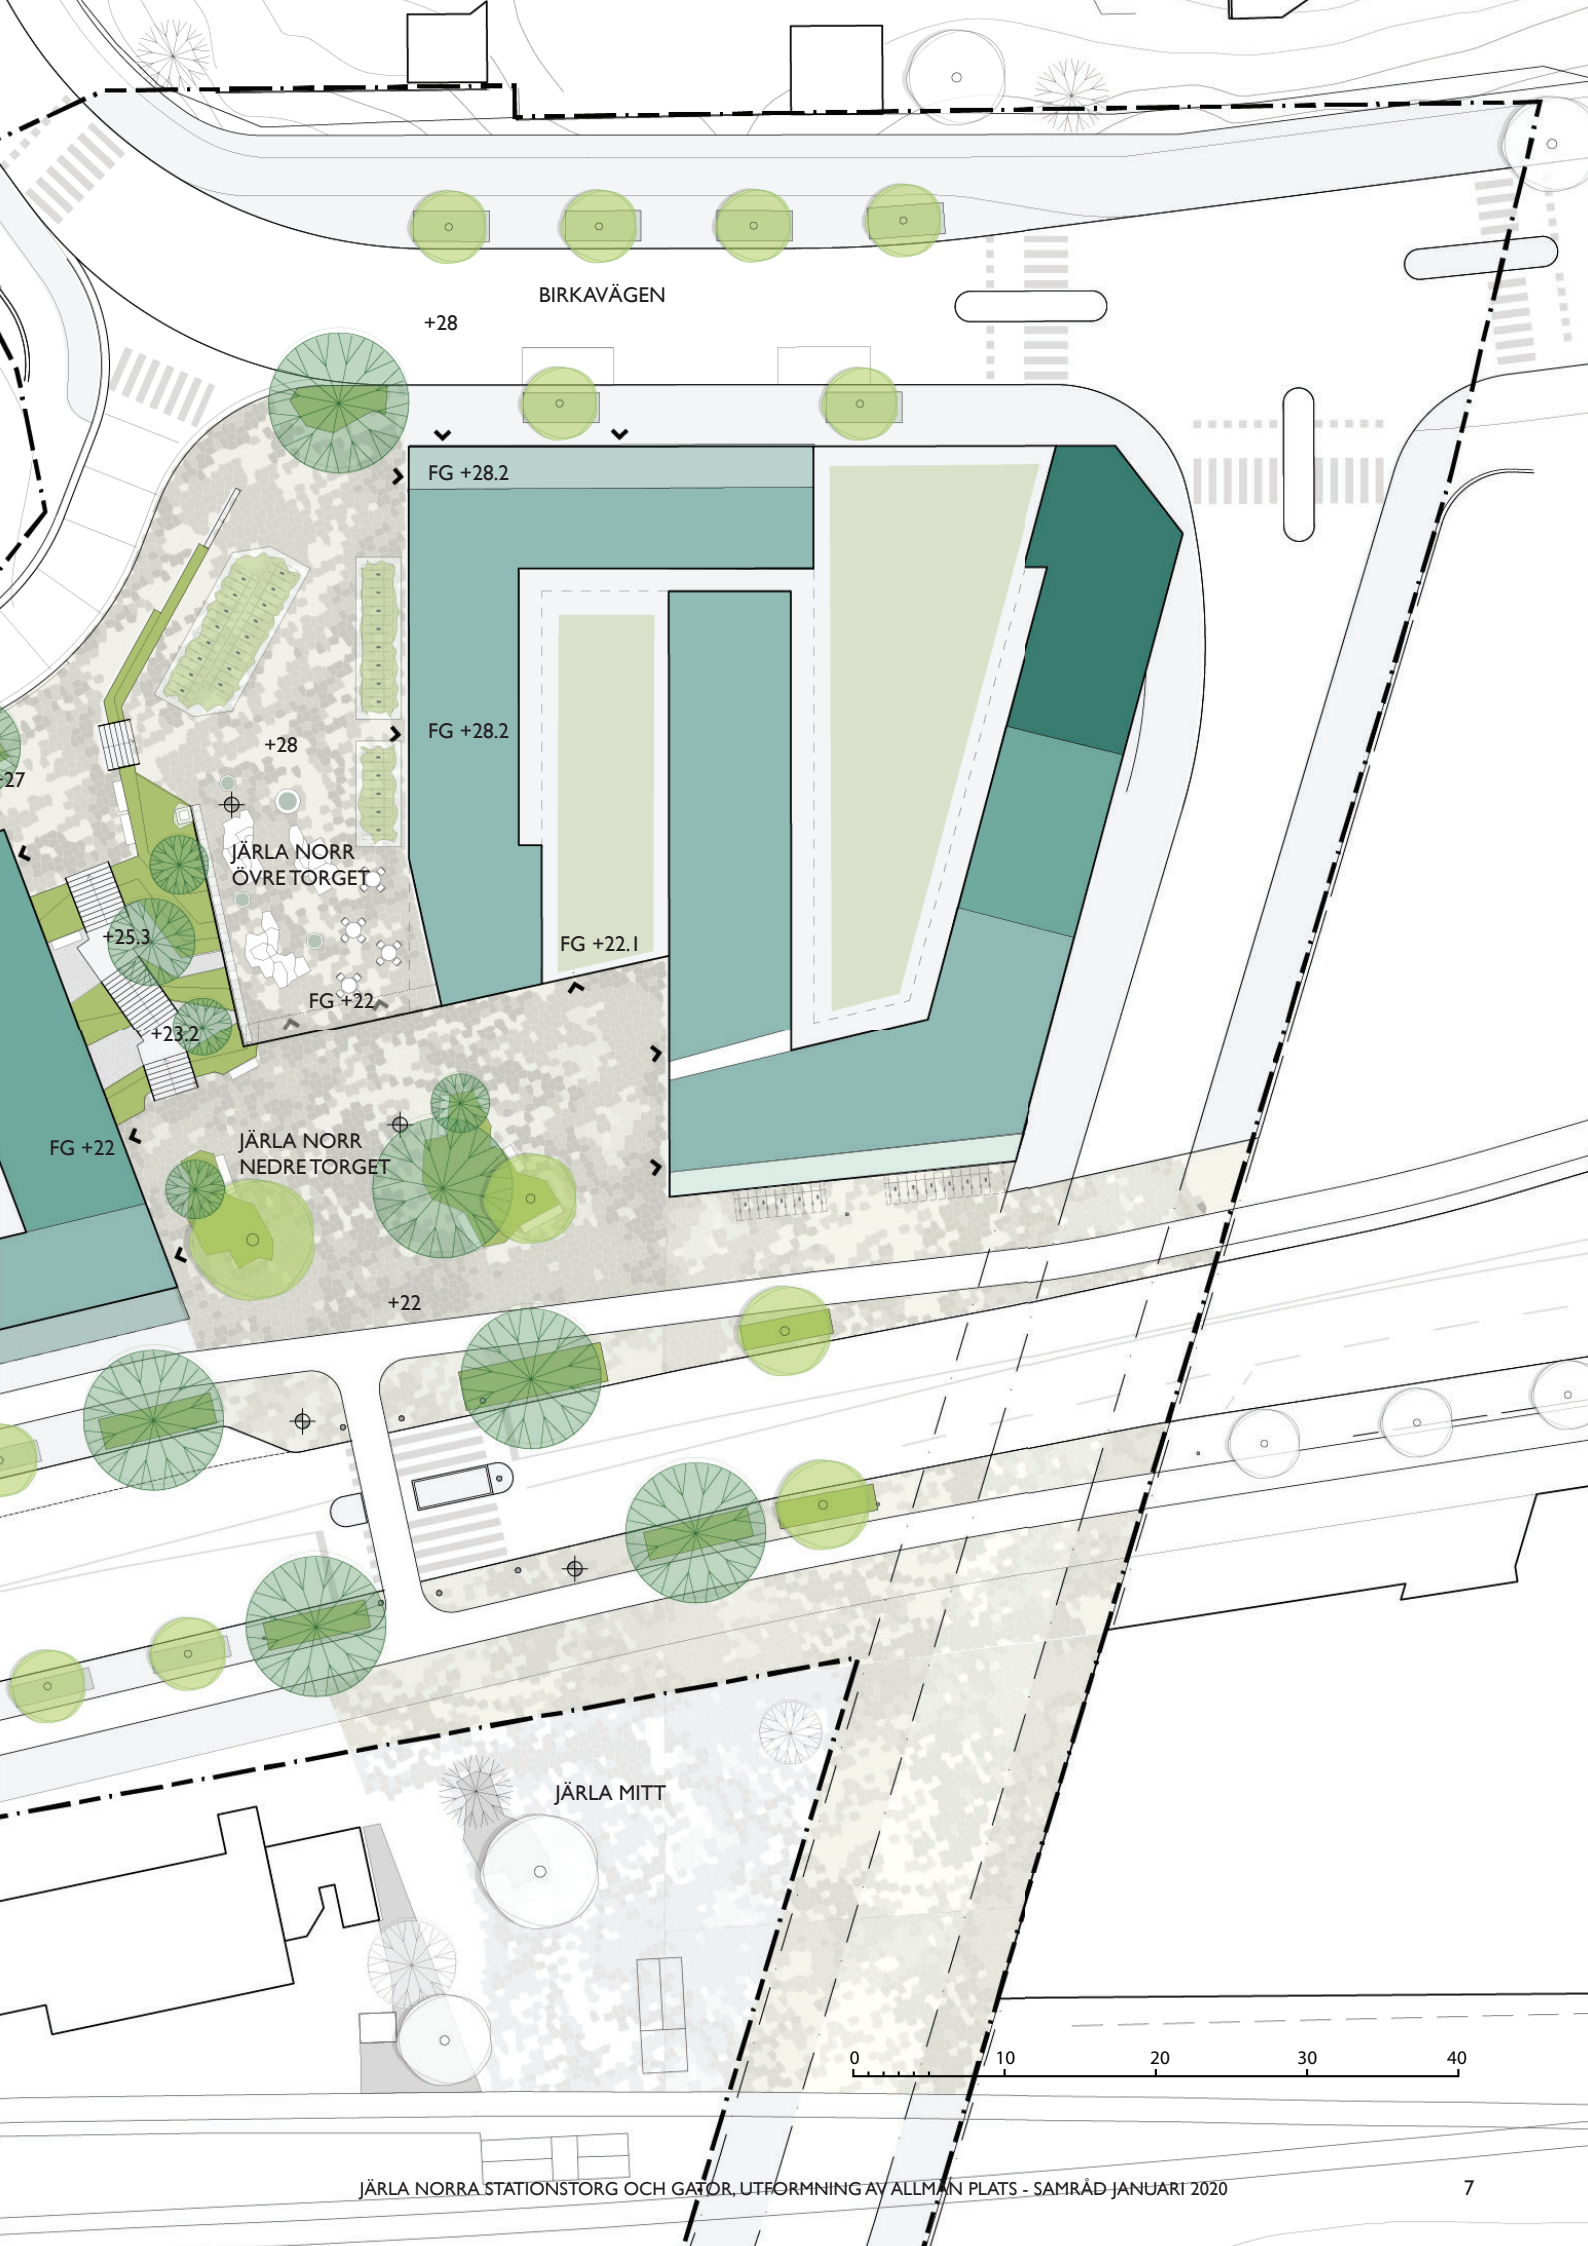 BIRKAVÄGEN
+28
FG +28.2
FG +28.2
+28
+27
JÄRLA NORR
ÖVRE TORGET
+25.3
FG +22.1
FG +22
+23.2
FG +22
JÄRLA NORR
NEDRE TORGET
+22
JÄRLA MITT
0 10 20 30 40
JÄRLA NORRA STATIONSTORG OCH GATOR, UTFORMNING AV ALLMÄN PLATS - SAMRÅD JANUARI 2020 7